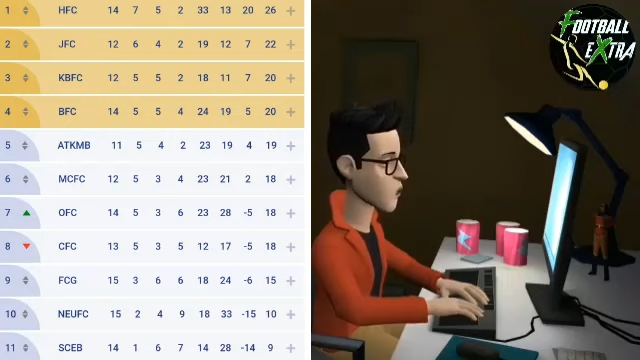 1 HFC 14 7 5 2 33 13 20 26 +
2 JFC 12 6 4 2 19 12 7 22 +
3 KBFC 12 5 5 2 18 11 7 20 +
4 BFC 14 5 5 4 24 19 5 20 +
5 ATKMB 11 5 4 2 23 19 4 19 +
6 MCFC 12 5 3 4 23 21 2 18 +
7 OFC 14 5 3 6 23 28 -5 18 +
8 CFC 13 5 3 5 12 17 -5 18 +
9 FCG 15 3 6 6 18 24 -6 15 +
10 NEUFC 15 2 4 9 18 33 -15 10 +
11 SCEB 14 1 6 7 14 28 -14 9 +
FOOTBALL
EXTRA